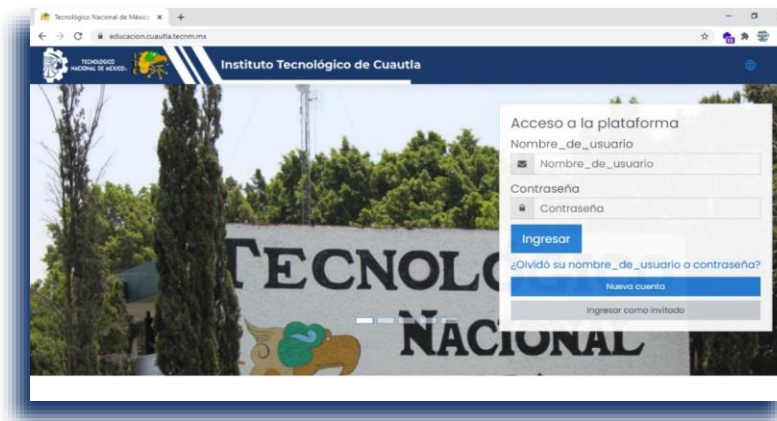 Tecnológico Nacional de México
educacion.cuautla.tecnm.mx
TECNOLÓGICO
NACIONAL DE MÉXICO
Instituto Tecnológico de Cuautla
Acceso a la plataforma
Nombre_de_usuario
Nombre_de_usuario
Contraseña
Contraseña
Ingresar
¿Olvidó su nombre_de_usuario o contraseña?
Nueva cuenta
Ingresar como invitado
TECNOL
NACIONAL